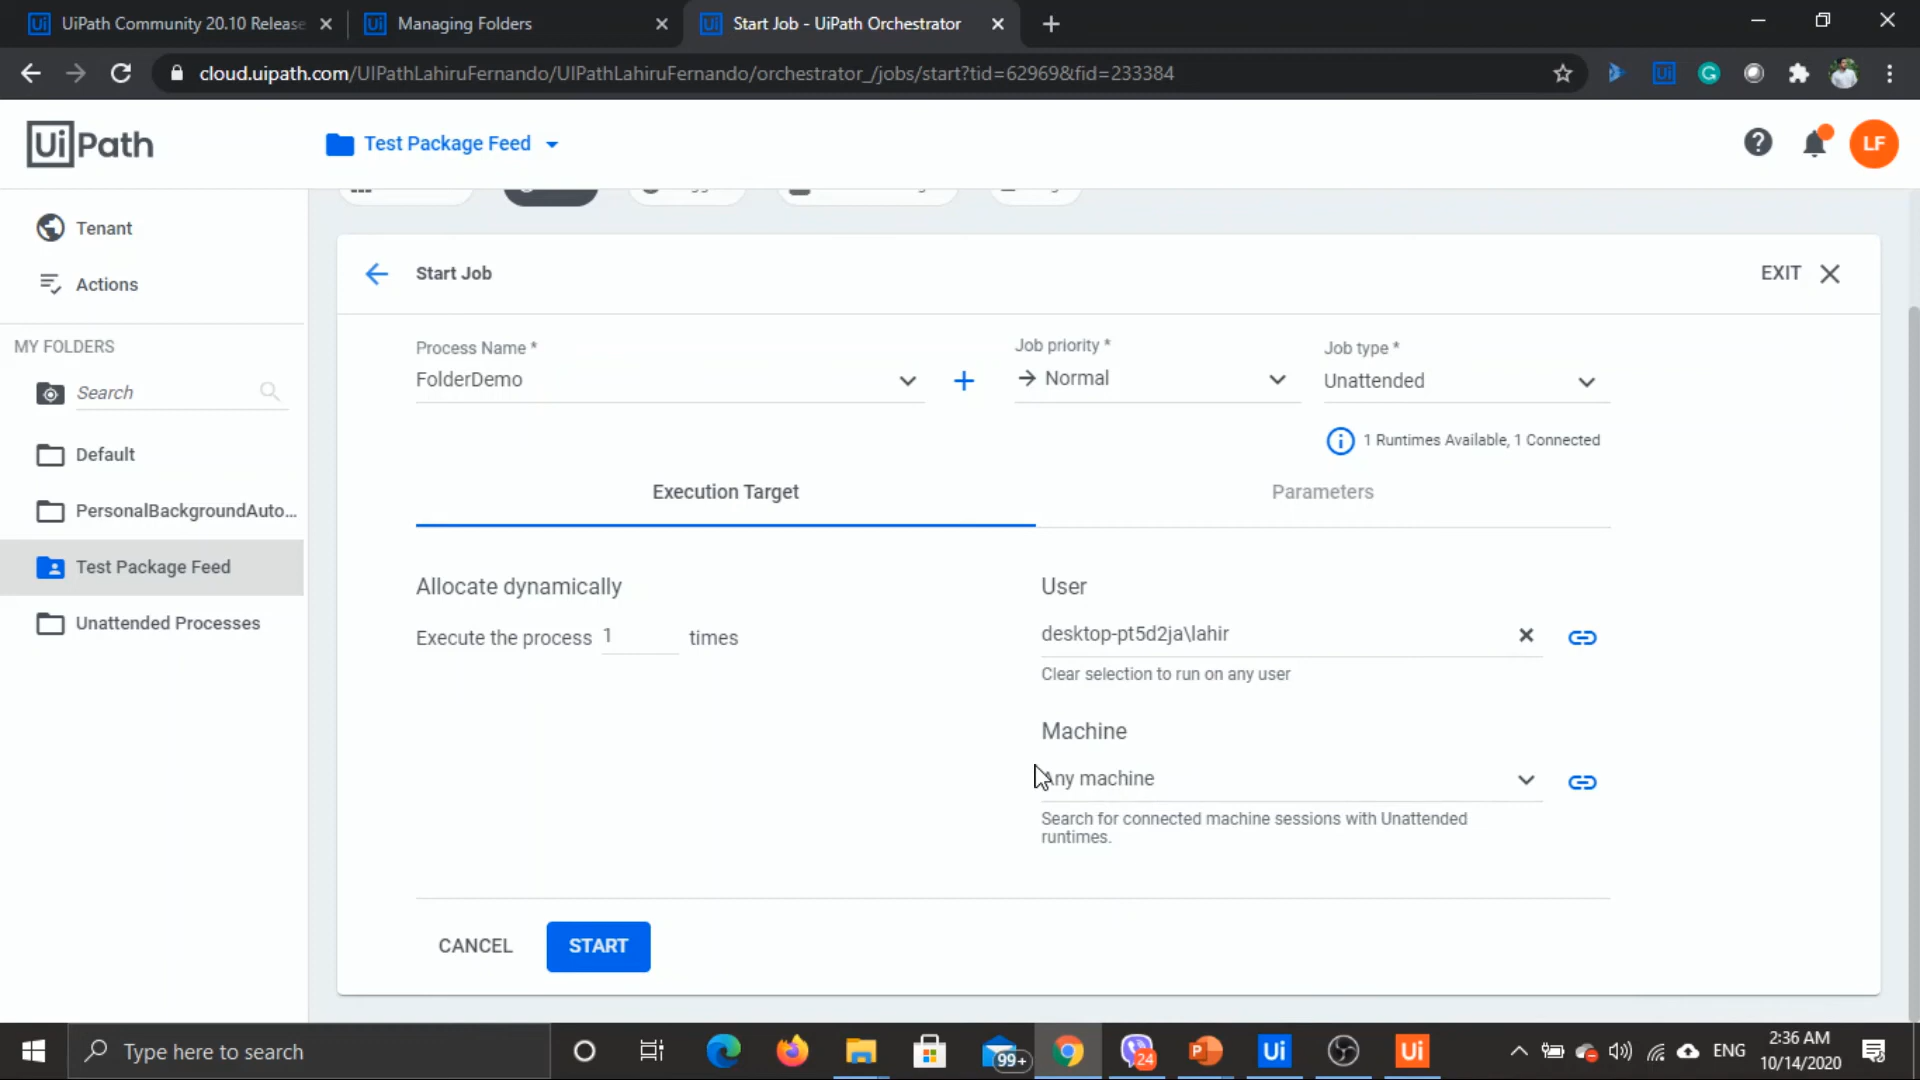 UiPath Community 20.10 Release
Managing Folders
Start Job - UiPath Orchestrator
cloud.uipath.com/UIPathLahiruFernando/UIPathLahiruFernando/orchestrator_/jobs/start?tid=62969&fid=233384
UiPath
Test Package Feed
LF
Tenant
Actions
MY FOLDERS
Search
Default
PersonalBackgroundAuto...
Test Package Feed
Unattended Processes
Start Job
EXIT
Process Name *
FolderDemo
Job priority *
Normal
Job type *
Unattended
1 Runtimes Available, 1 Connected
Execution Target
Parameters
Allocate dynamically
Execute the process 1 times
User
desktop-pt5d2ja\lahir
Clear selection to run on any user
Machine
Any machine
Search for connected machine sessions with Unattended
runtimes.
CANCEL
START
Type here to search
99+
24
Ui
Ui
ENG
2:36 AM
10/14/2020